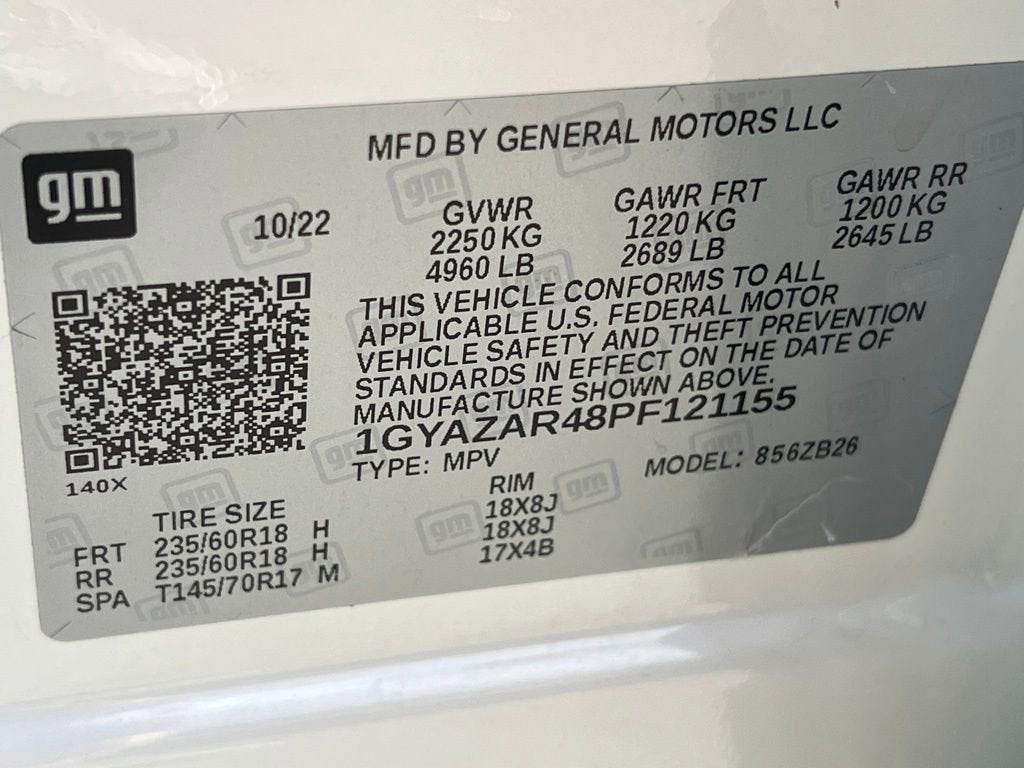 MFD BY GENERAL MOTORS LLC
gm
10/22
GVWR GAWR FRT GAWR RR
2250 KG 1220 KG 1200 KG
4960 LB 2689 LB 2645 LB
THIS VEHICLE CONFORMS TO ALL
APPLICABLE U.S. FEDERAL MOTOR
VEHICLE SAFETY AND THEFT PREVENTION
STANDARDS IN EFFECT ON THE DATE OF
MANUFACTURE SHOWN ABOVE.
1GYAZAR48PF121155
TYPE: MPV MODEL: 856ZB26
140X
TIRE SIZE RIM
FRT 235/60R18 H 18X8J
RR 235/60R18 H 18X8J
SPA T145/70R17 M 17X4B